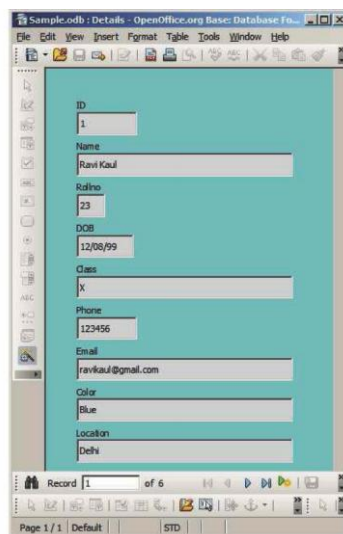 Sample.odb : Details - OpenOffice.org Base: Database Fo...
File Edit View Insert Format Table Tools Window Help
ID
1
Name
Ravi Kaul
Rollno
23
DOB
12/08/99
Class
X
Phone
123456
Email
ravikaul@gmail.com
Color
Blue
Location
Delhi
Record 1 of 6
Page 1 / 1 Default STD